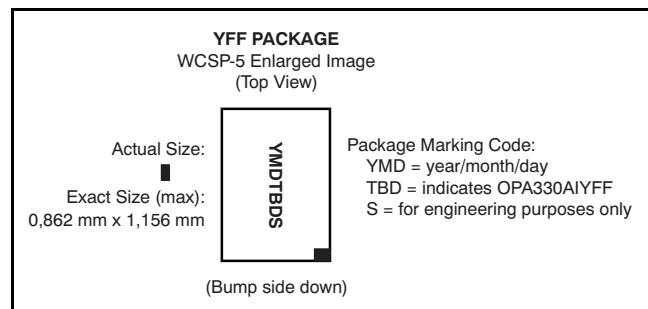 YFF PACKAGE
WCSP-5 Enlarged Image
(Top View)
Actual Size:
Exact Size (max):
0,862 mm x 1,156 mm
YMDTBDS
Package Marking Code:
YMD = year/month/day
TBD = indicates OPA330AIYFF
S = for engineering purposes only
(Bump side down)